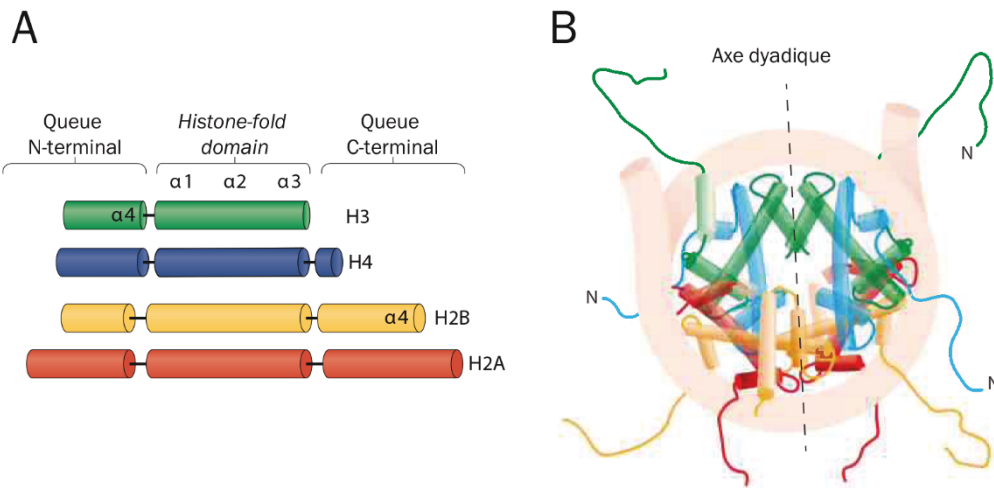 A
Queue
N-terminal
Histone-fold
domain
Queue
C-terminal
α1 α2 α3
α4
H3
H4
α4
H2B
H2A
B
Axe dyadique
N
N
N